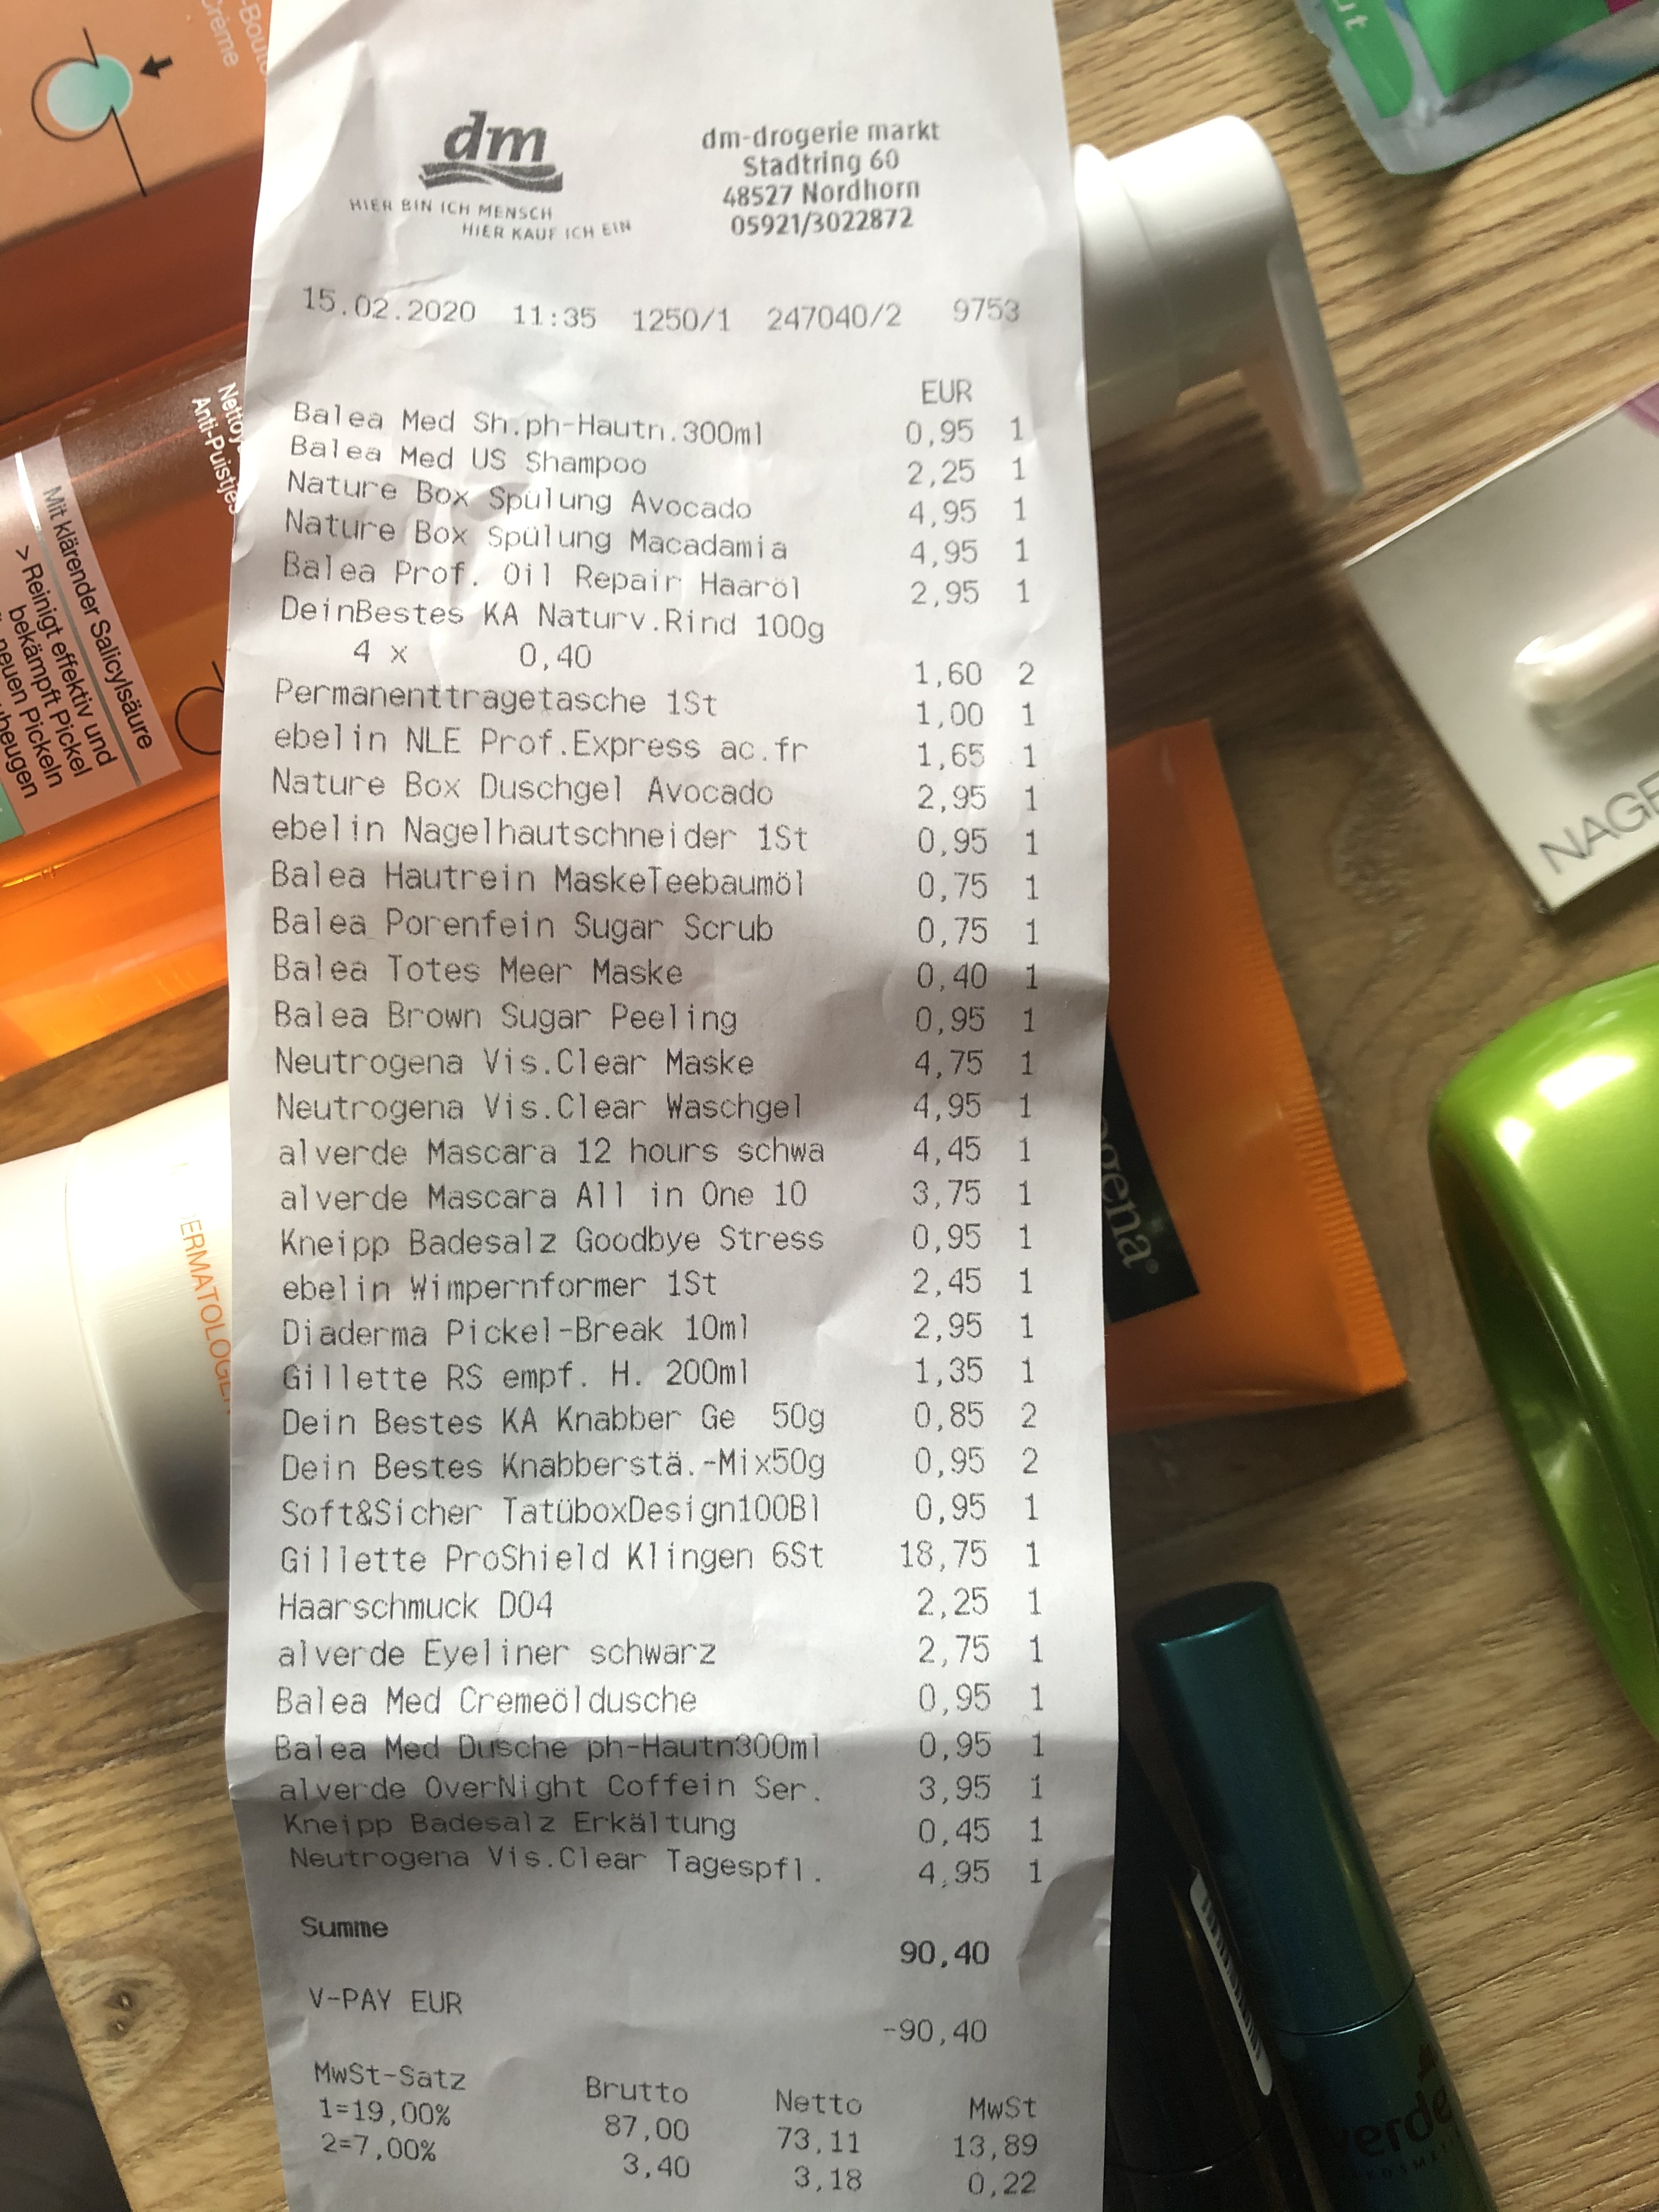 dm
HIER BIN ICH MENSCH
HIER KAUF ICH EIN
dm-drogerie markt
Stadtring 60
48527 Nordhorn
05921/3022872
15.02.2020 11:35 1250/1 247040/2 9753
EUR
Balea Med Sh.ph-Hautn.300ml 0,95 1
Balea Med US Shampoo 2,25 1
Nature Box Spülung Avocado 4,95 1
Nature Box Spülung Macadamia 4,95 1
Balea Prof. Oil Repair Haaröl 2,95 1
DeinBestes KA Naturv.Rind 100g
4 x 0,40 1,60 2
Permanenttragetasche 1St 1,00 1
ebelin NLE Prof.Express ac.fr 1,65 1
Nature Box Duschgel Avocado 2,95 1
ebelin Nagelhautschneider 1St 0,95 1
Balea Hautrein MaskeTeebaumöl 0,75 1
Balea Porenfein Sugar Scrub 0,75 1
Balea Totes Meer Maske 0,40 1
Balea Brown Sugar Peeling 0,95 1
Neutrogena Vis.Clear Maske 4,75 1
Neutrogena Vis.Clear Waschgel 4,95 1
alverde Mascara 12 hours schwa 4,45 1
alverde Mascara All in One 10 3,75 1
Kneipp Badesalz Goodbye Stress 0,95 1
ebelin Wimpernformer 1St 2,45 1
Diaderma Pickel-Break 10ml 2,95 1
Gillette RS empf. H. 200ml 1,35 1
Dein Bestes KA Knabber Ge 50g 0,85 2
Dein Bestes Knabberstä.-Mix50g 0,95 2
Soft&Sicher TatüboxDesign100Bl 0,95 1
Gillette ProShield Klingen 6St 18,75 1
Haarschmuck D04 2,25 1
alverde Eyeliner schwarz 2,75 1
Balea Med Cremeöldusche 0,95 1
Balea Med Dusche ph-Hautn300ml 0,95 1
alverde OverNight Coffein Ser. 3,95 1
Kneipp Badesalz Erkältung 0,45 1
Neutrogena Vis.Clear Tagespfl. 4,95 1
Summe 90,40
V-PAY EUR -90,40
MwSt-Satz Brutto Netto MwSt
1=19,00% 87,00 73,11 13,89
2=7,00% 3,40 3,18 0,22
Crème
Anti-Puistjes
Mit klärender Salicylsäure
> Reinigt effektiv und
bekämpft Pickel
neuen Pickeln
ERMATOLOG
ogena®
NAGE
verde